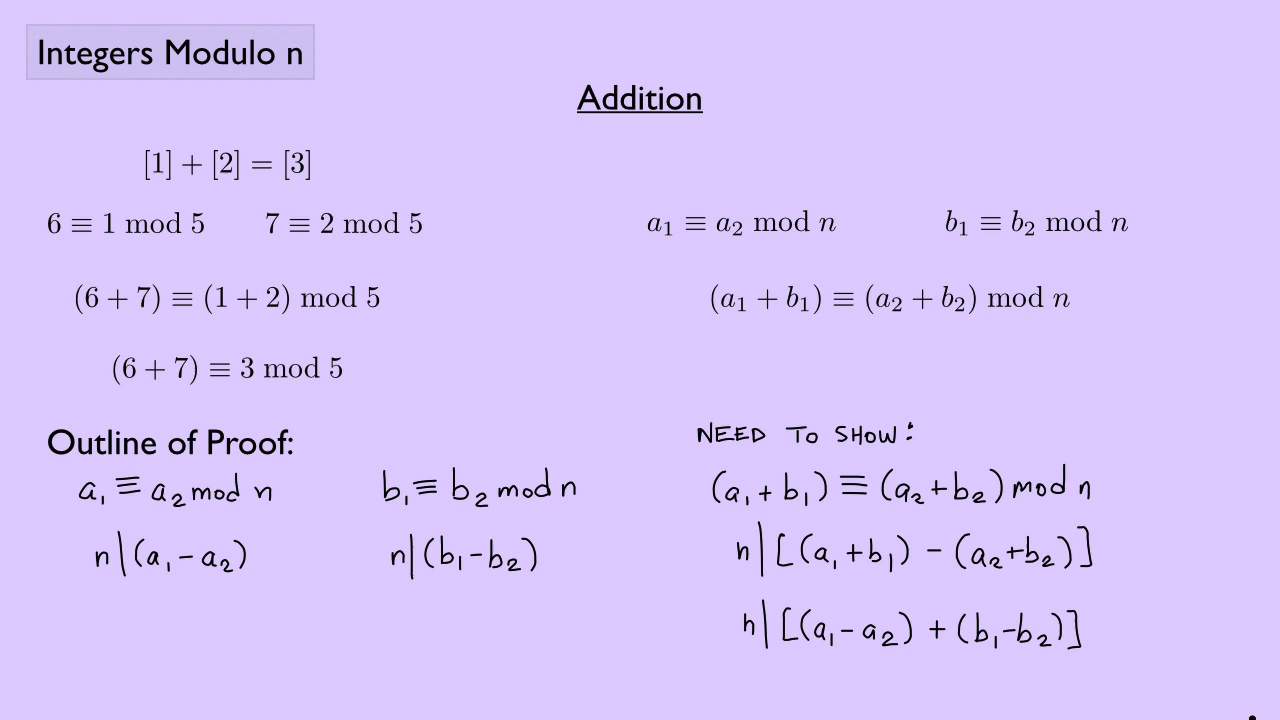 Integers Modulo n
Addition
[1] + [2] = [3]
6 ≡ 1 mod 5 7 ≡ 2 mod 5
a₁ ≡ a₂ mod n b₁ ≡ b₂ mod n
(6 + 7) ≡ (1 + 2) mod 5
(a₁ + b₁) ≡ (a₂ + b₂) mod n
(6 + 7) ≡ 3 mod 5
Outline of Proof:
a₁ ≡ a₂ mod n b₁ ≡ b₂ mod n
n|(a₁ - a₂) n|(b₁ - b₂)
NEED TO SHOW:
(a₁ + b₁) ≡ (a₂ + b₂) mod n
n|[(a₁ + b₁) - (a₂ + b₂)]
n|[(a₁ - a₂) + (b₁ - b₂)]